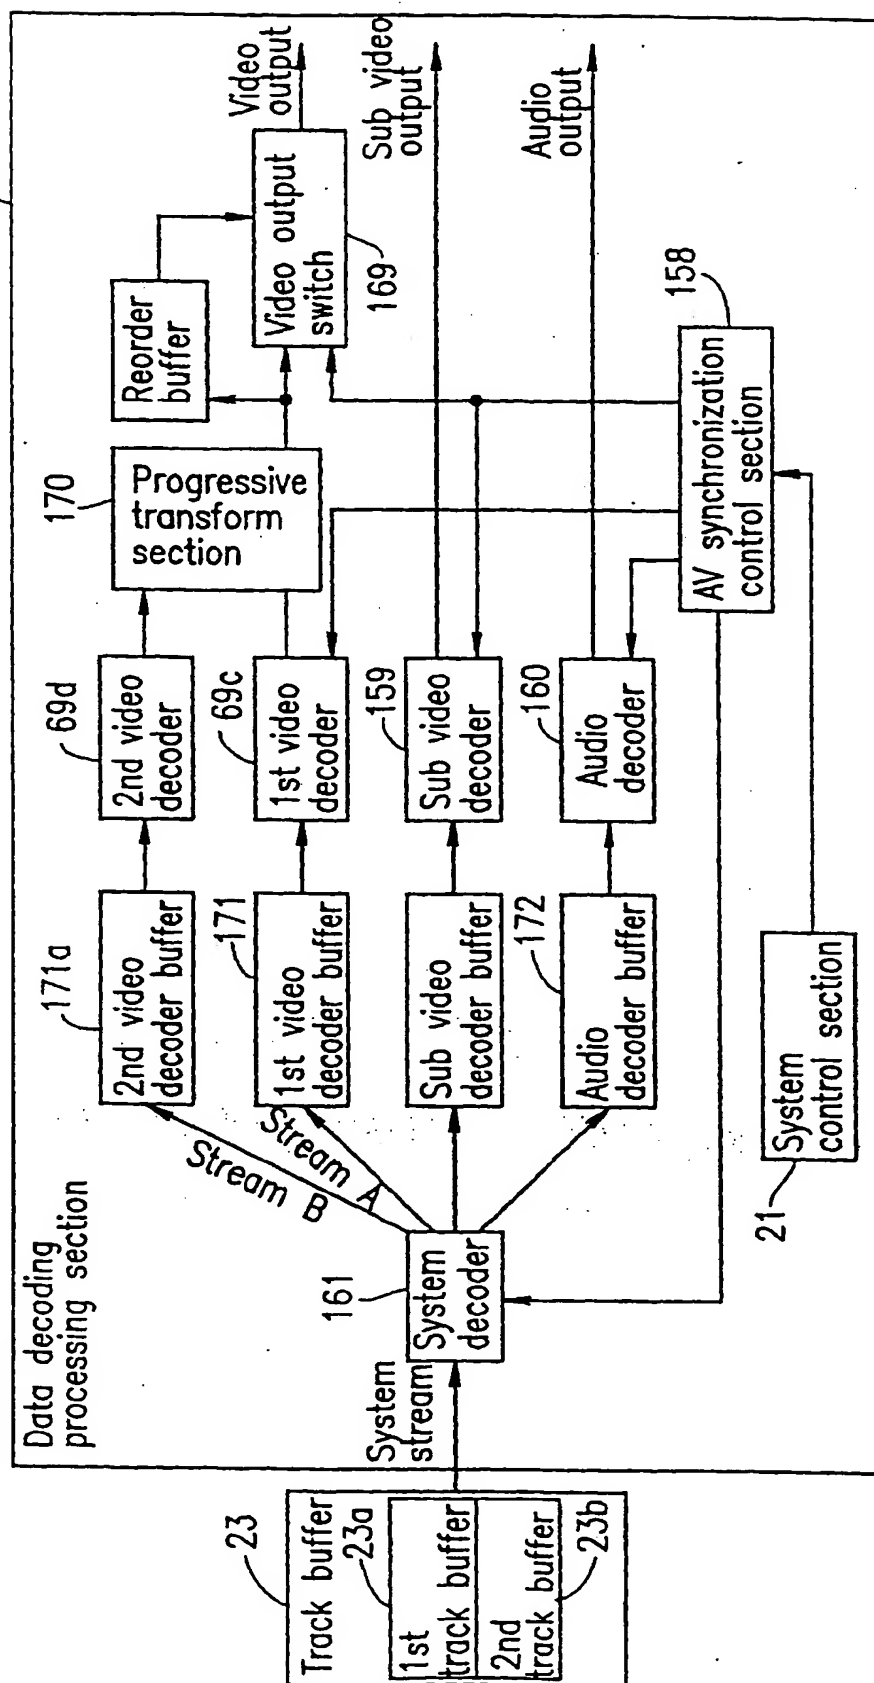 Data decoding
processing section
23
Track buffer
23a
1st
track buffer
2nd
track buffer
23b
System
stream
161
System
decoder
Stream B
Stream A
171a
2nd video
decoder buffer
171
1st video
decoder buffer
Sub video
decoder buffer
172
Audio
decoder buffer
69d
2nd video
decoder
69c
1st video
decoder
159
Sub video
decoder
160
Audio
decoder
170
Progressive
transform
section
Reorder
buffer
Video output
switch
169
Video
output
Sub video
output
Audio
output
158
AV synchronization
control section
21
System
control section